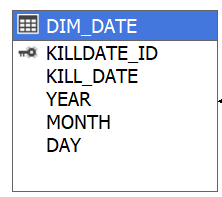 DIM_DATE
KILLDATE_ID
KILL_DATE
YEAR
MONTH
DAY